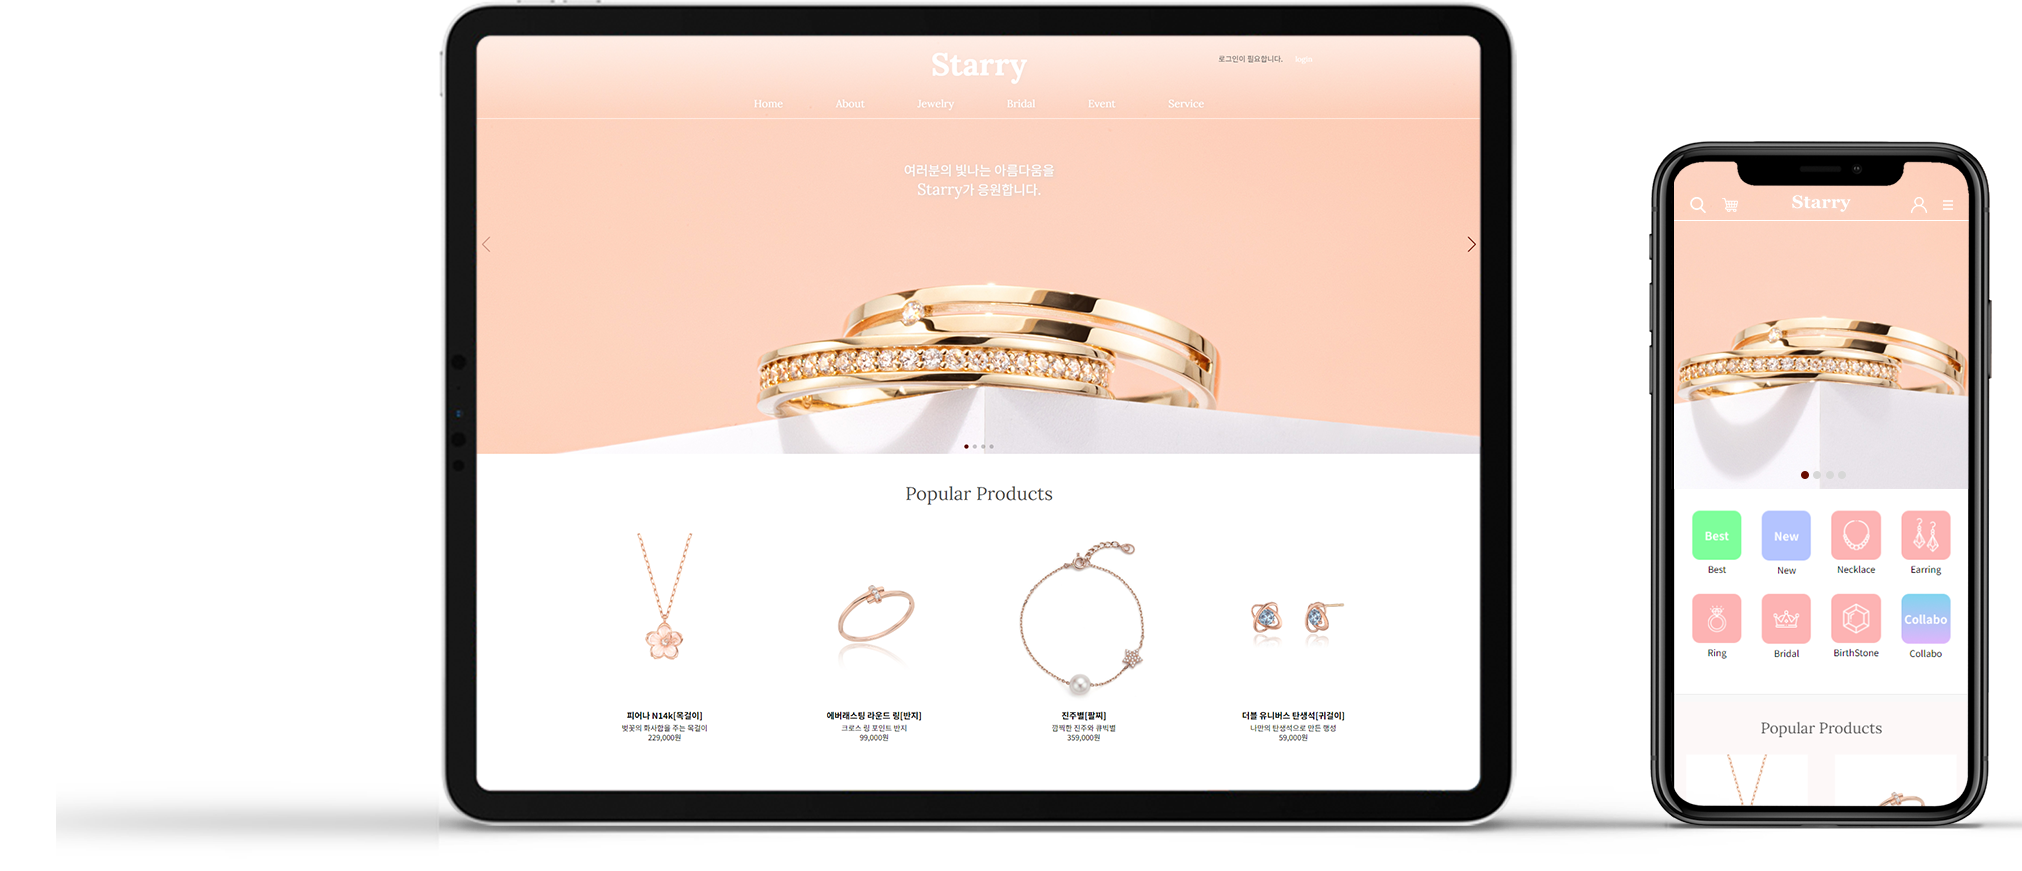 Starry
로그인이 필요합니다. login
Home About Jewelry Bridal Event Service
여러분의 빛나는 아름다움을
Starry가 응원합니다.
Popular Products
피어나 N14k[목걸이]
벚꽃의 화사함을 주는 목걸이
229,000원
에버래스팅 라운드 링[반지]
크로스 링 포인트 반지
99,000원
진주별[팔찌]
깜찍한 진주와 큐빅별
359,000원
더블 유니버스 탄생석[귀걸이]
나만의 탄생석으로 만든 행성
59,000원
Starry
Best New
Best New Necklace Earring
Collabo
Ring Bridal BirthStone Collabo
Popular Products